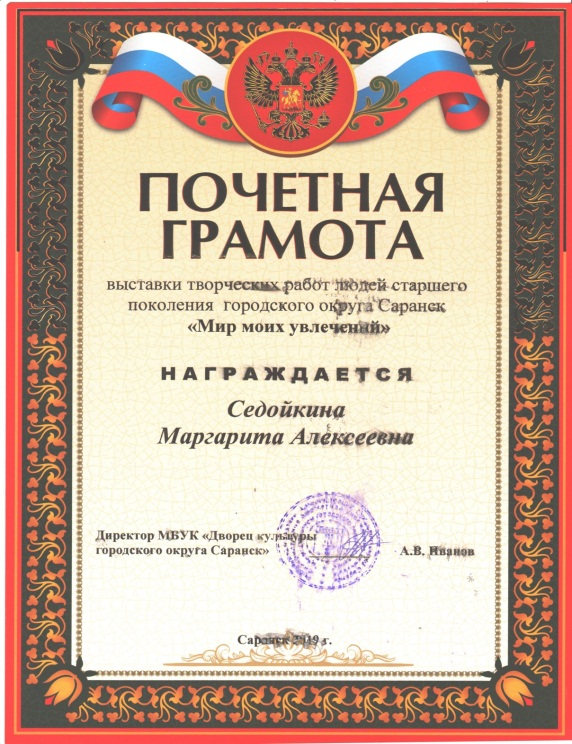 ПОЧЕТНАЯ
ГРАМОТА
выставки творческих работ людей старшего
поколения городского округа Саранск
«Мир моих увлечений»
НАГРАЖДАЕТСЯ
Седойкина
Маргарита Алексеевна
Директор МБУК «Дворец культуры
городского округа Саранск»
А.В. Иванов
Саранск 2019 г.